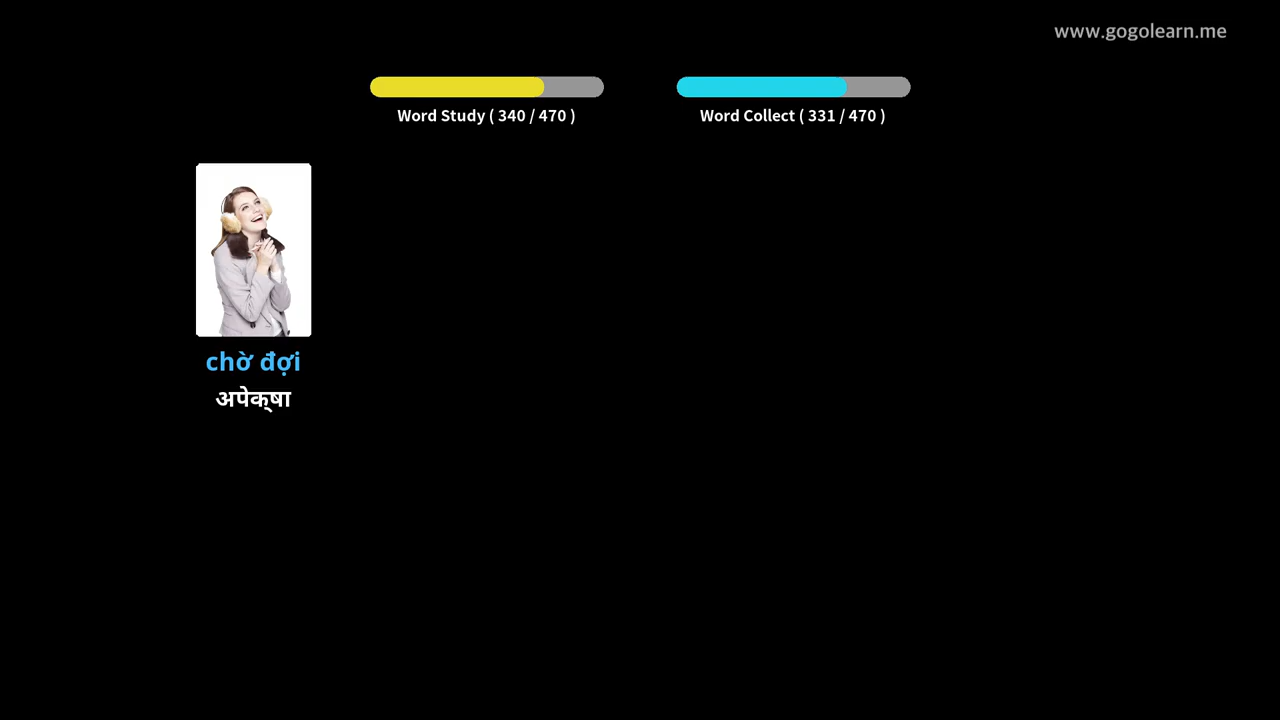 www.gogolearn.me
Word Study ( 340 / 470 )
Word Collect ( 331 / 470 )
chờ đợi
अपेक्षा